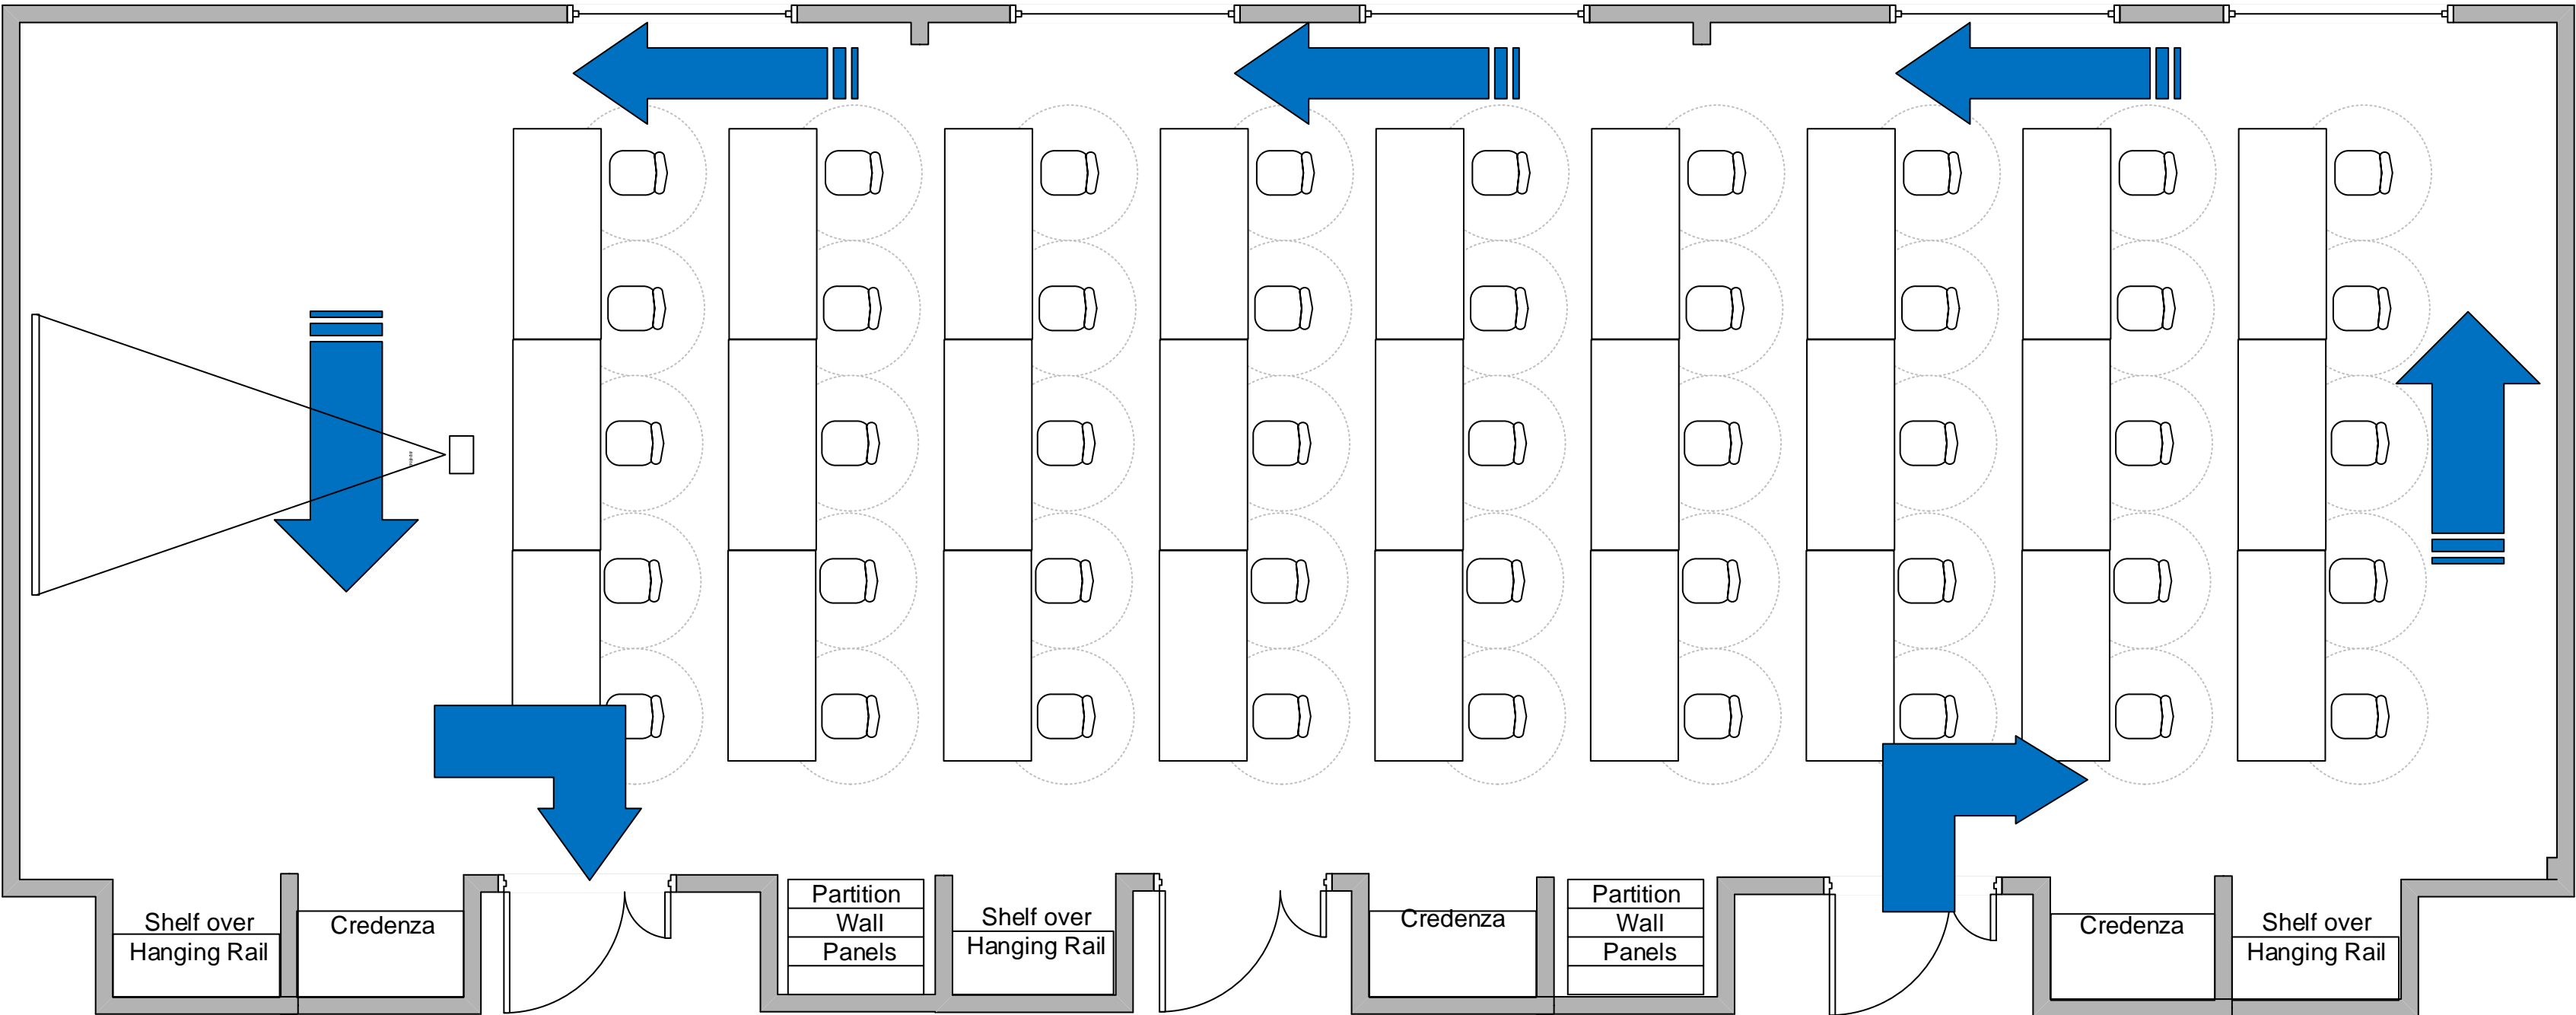 Shelf over
Hanging Rail
Credenza
Partition
Wall
Panels
Shelf over
Hanging Rail
Credenza
Partition
Wall
Panels
Credenza
Shelf over
Hanging Rail